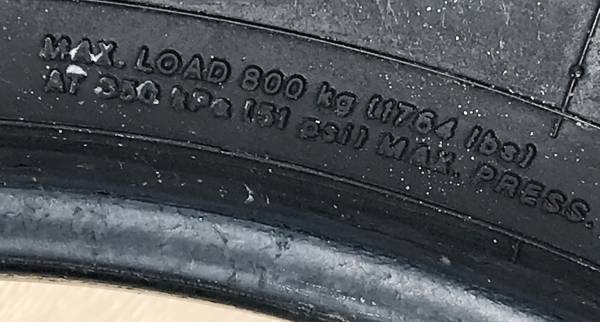 MAX. LOAD 800 kg (1764 lbs)
AT 350 kPa (51 psi) MAX. PRESS.